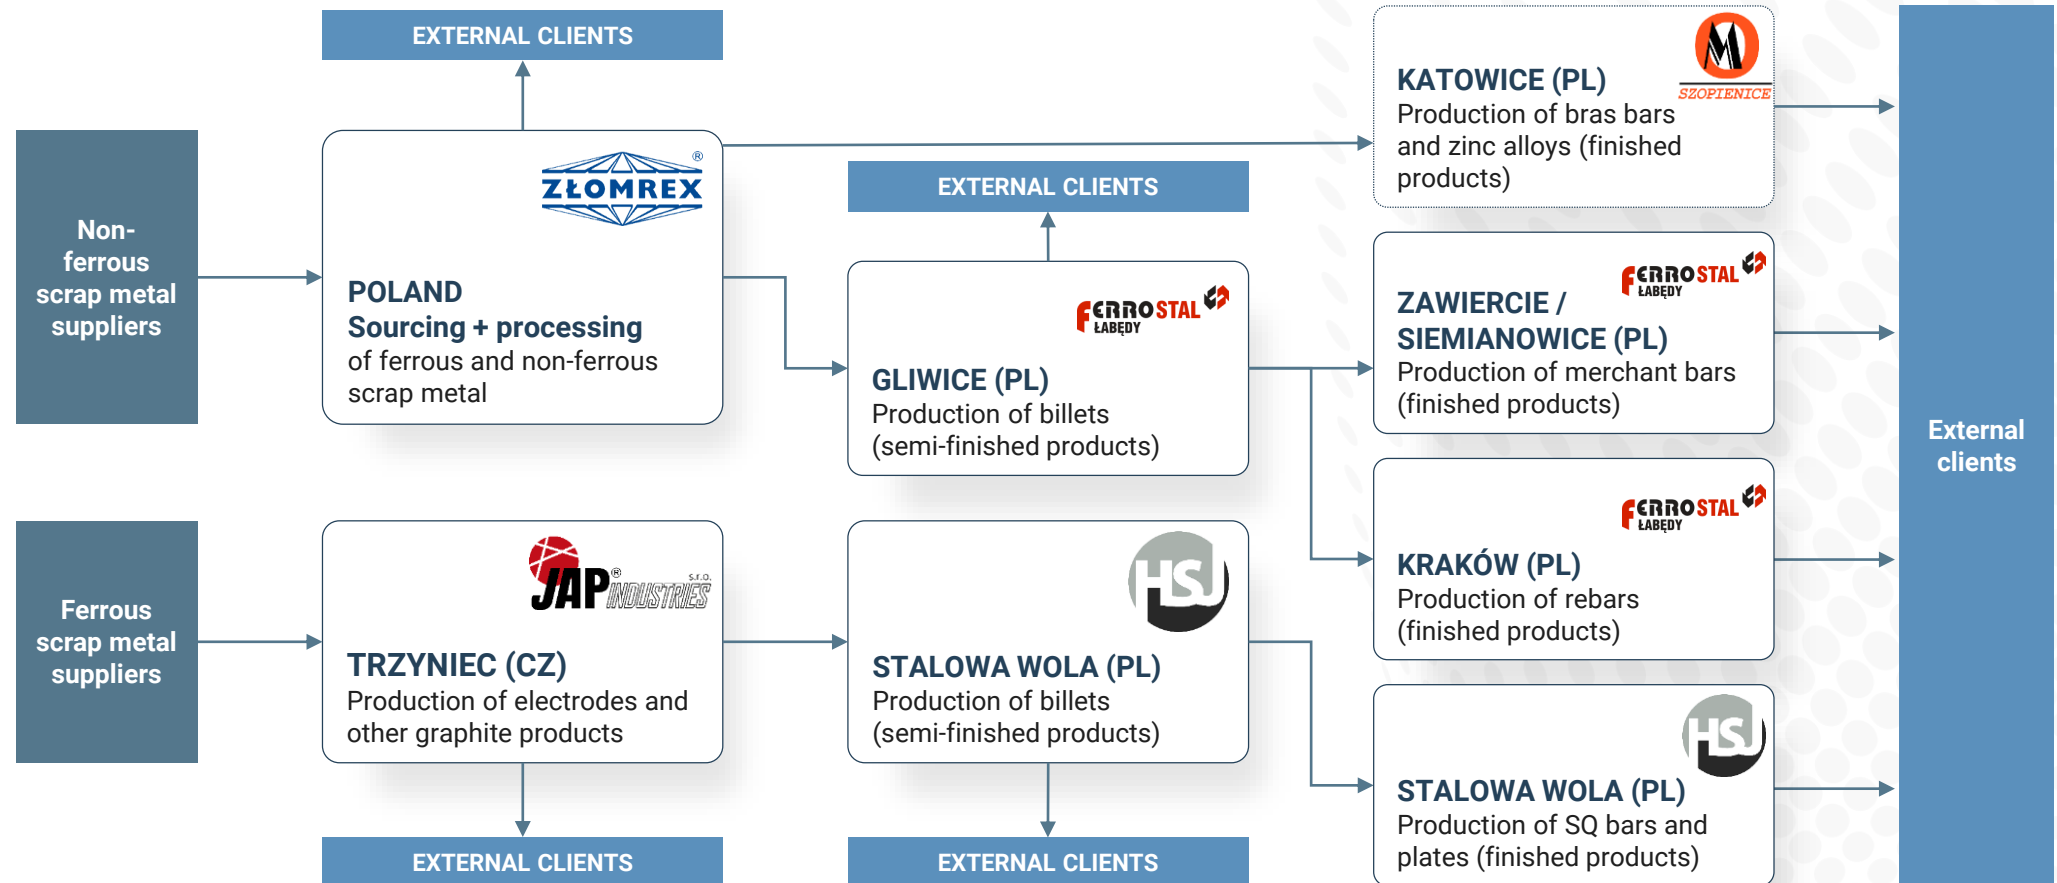 Non-
ferrous
scrap metal
suppliers
Ferrous
scrap metal
suppliers
EXTERNAL CLIENTS
ZŁOMREX
®
POLAND
Sourcing + processing
of ferrous and non-ferrous
scrap metal
JAP®
INDUSTRIES
s.r.o.
TRZYNIEC (CZ)
Production of electrodes and
other graphite products
EXTERNAL CLIENTS
EXTERNAL CLIENTS
FERROSTAL
ŁABĘDY
GLIWICE (PL)
Production of billets
(semi-finished products)
HSJ
STALOWA WOLA (PL)
Production of billets
(semi-finished products)
EXTERNAL CLIENTS
SZOPIENICE
KATOWICE (PL)
Production of bras bars
and zinc alloys (finished
products)
FERROSTAL
ŁABĘDY
ZAWIERCIE /
SIEMIANOWICE (PL)
Production of merchant bars
(finished products)
FERROSTAL
ŁABĘDY
KRAKÓW (PL)
Production of rebars
(finished products)
HSJ
STALOWA WOLA (PL)
Production of SQ bars and
plates (finished products)
External
clients